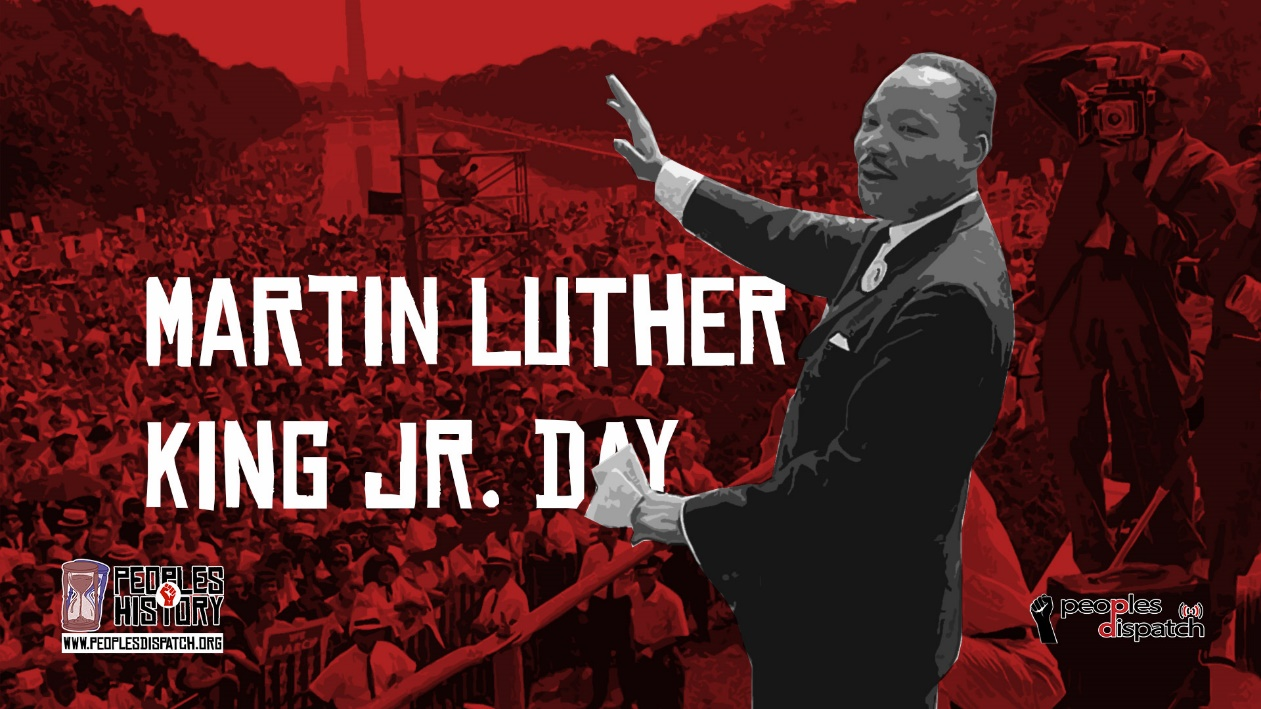 MARTIN LUTHER
KING JR. DAY
PEOPLES
HISTORY
WWW.PEOPLESDISPATCH.ORG
peoples
dispatch